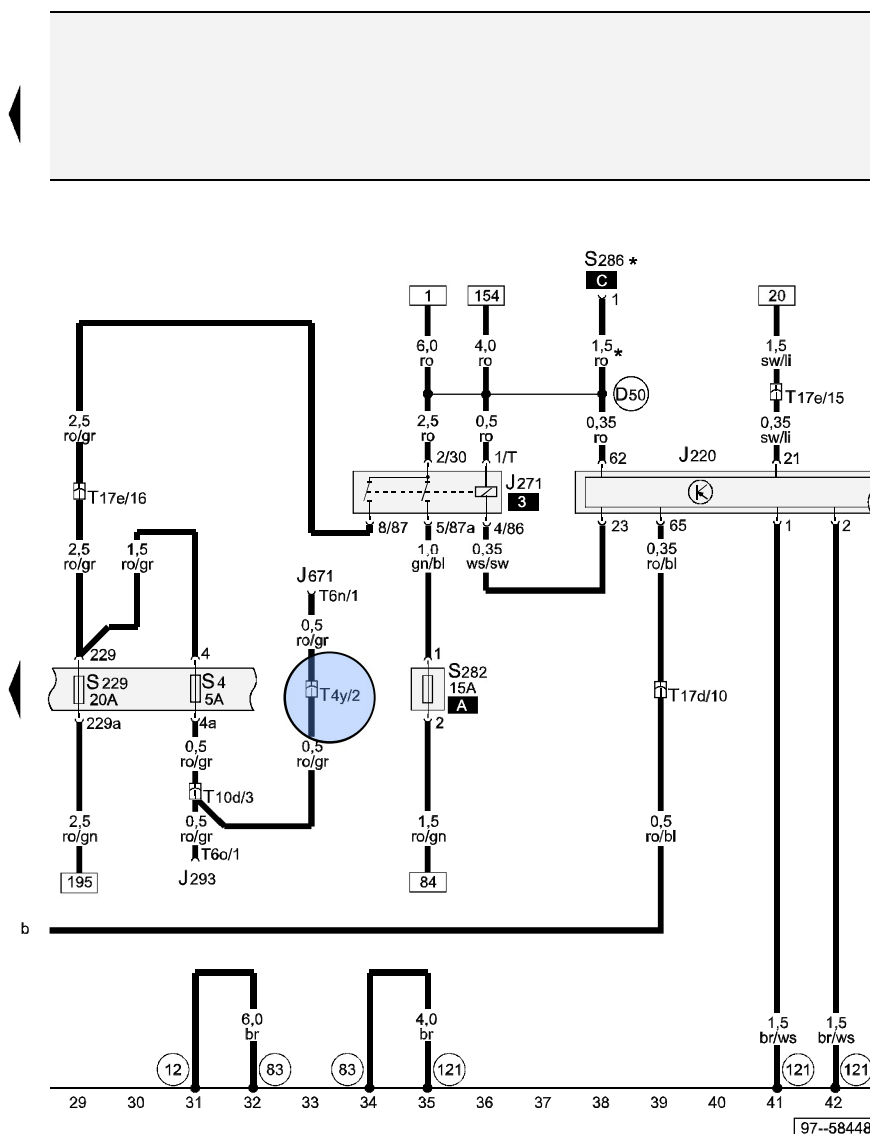 S286 *
C
1
154
1
20
6,0
ro
4,0
ro
1,5
ro *
1,5
sw/li
D50
T17e/15
2,5
ro/gr
2,5
ro
0,5
ro
0,35
ro
0,35
sw/li
2/30
1/T
62
J220
21
T17e/16
J271
3
8/87
5/87a
4/86
23
65
1
2
2,5
ro/gr
1,5
ro/gr
1,0
gn/bl
0,35
ws/sw
0,35
ro/bl
J671
T6n/1
0,5
ro/gr
229
4
1
S229
20A
S4
5A
T4y/2
S282
15A
A
T17d/10
229a
4a
2
0,5
ro/gr
0,5
ro/gr
T10d/3
2,5
ro/gn
0,5
ro/gr
1,5
ro/gn
0,5
ro/bl
T6o/1
195
J293
84
b
6,0
br
4,0
br
1,5
br/ws
1,5
br/ws
12
83
83
121
121
121
29 30 31 32 33 34 35 36 37 38 39 40 41 42
97--58448